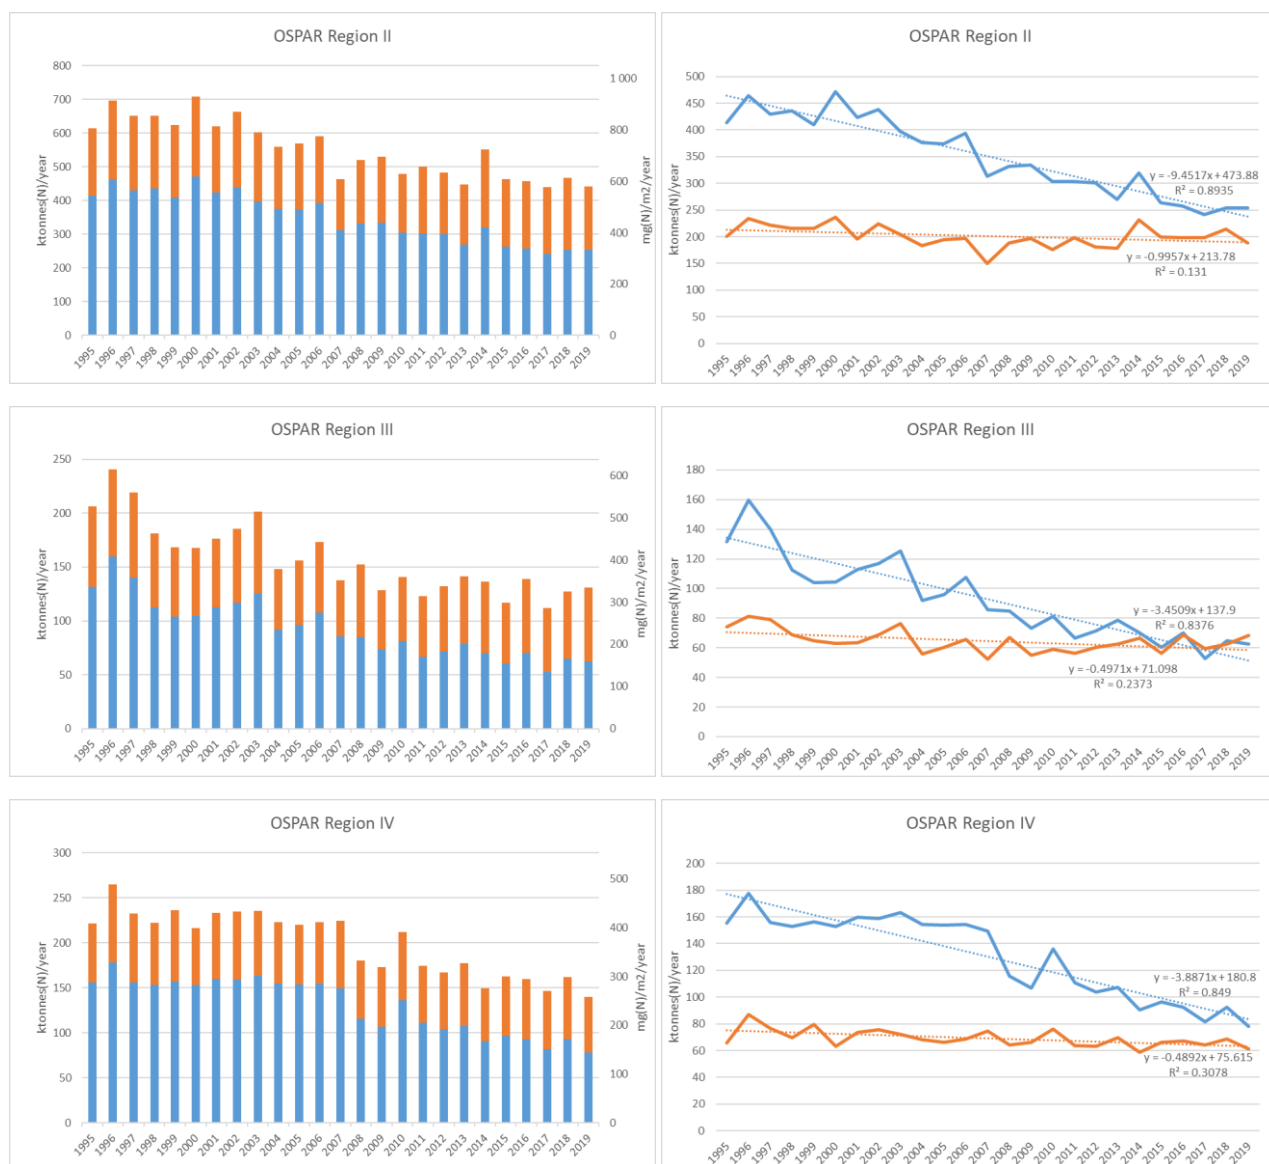 OSPAR Region II
ktonnes(N)/year
800
700
600
500
400
300
200
100
0
1 000
800
600
400
200
0
mg(N)/m2/year
1995 1996 1997 1998 1999 2000 2001 2002 2003 2004 2005 2006 2007 2008 2009 2010 2011 2012 2013 2014 2015 2016 2017 2018 2019
OSPAR Region II
ktonnes(N)/year
500
450
400
350
300
250
200
150
100
50
0
y = -9.4517x + 473.88
R² = 0.8935
y = -0.9957x + 213.78
R² = 0.131
1995 1996 1997 1998 1999 2000 2001 2002 2003 2004 2005 2006 2007 2008 2009 2010 2011 2012 2013 2014 2015 2016 2017 2018 2019
OSPAR Region III
ktonnes(N)/year
250
200
150
100
50
0
600
500
400
300
200
100
0
mg(N)/m2/year
1995 1996 1997 1998 1999 2000 2001 2002 2003 2004 2005 2006 2007 2008 2009 2010 2011 2012 2013 2014 2015 2016 2017 2018 2019
OSPAR Region III
ktonnes(N)/year
180
160
140
120
100
80
60
40
20
0
y = -3.4509x + 137.9
R² = 0.8376
y = -0.4971x + 71.098
R² = 0.2373
1995 1996 1997 1998 1999 2000 2001 2002 2003 2004 2005 2006 2007 2008 2009 2010 2011 2012 2013 2014 2015 2016 2017 2018 2019
OSPAR Region IV
ktonnes(N)/year
300
250
200
150
100
50
0
500
400
300
200
100
0
mg(N)/m2/year
1995 1996 1997 1998 1999 2000 2001 2002 2003 2004 2005 2006 2007 2008 2009 2010 2011 2012 2013 2014 2015 2016 2017 2018 2019
OSPAR Region IV
ktonnes(N)/year
200
180
160
140
120
100
80
60
40
20
0
y = -3.8871x + 180.8
R² = 0.849
y = -0.4892x + 75.615
R² = 0.3078
1995 1996 1997 1998 1999 2000 2001 2002 2003 2004 2005 2006 2007 2008 2009 2010 2011 2012 2013 2014 2015 2016 2017 2018 2019